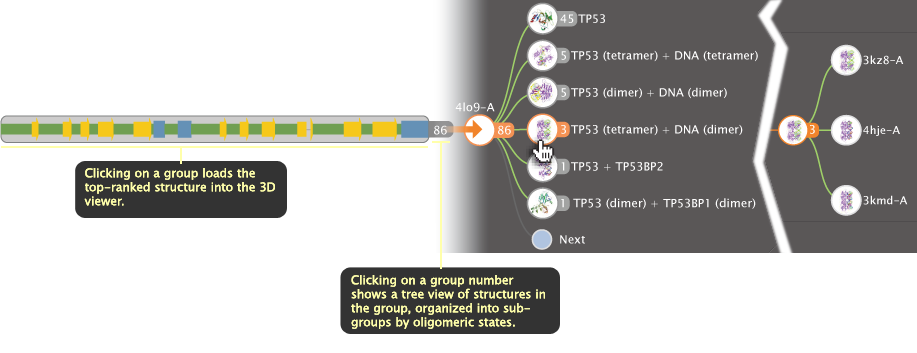 45 TP53
5 TP53 (tetramer) + DNA (tetramer)
5 TP53 (dimer) + DNA (dimer)
4lo9-A
86
86
3 TP53 (tetramer) + DNA (dimer)
1 TP53 + TP53BP2
1 TP53 (dimer) + TP53BP1 (dimer)
Next
3
3kz8-A
4hje-A
3kmd-A
Clicking on a group loads the
top-ranked structure into the 3D
viewer.
Clicking on a group number
shows a tree view of structures in
the group, organized into sub-
groups by oligomeric states.